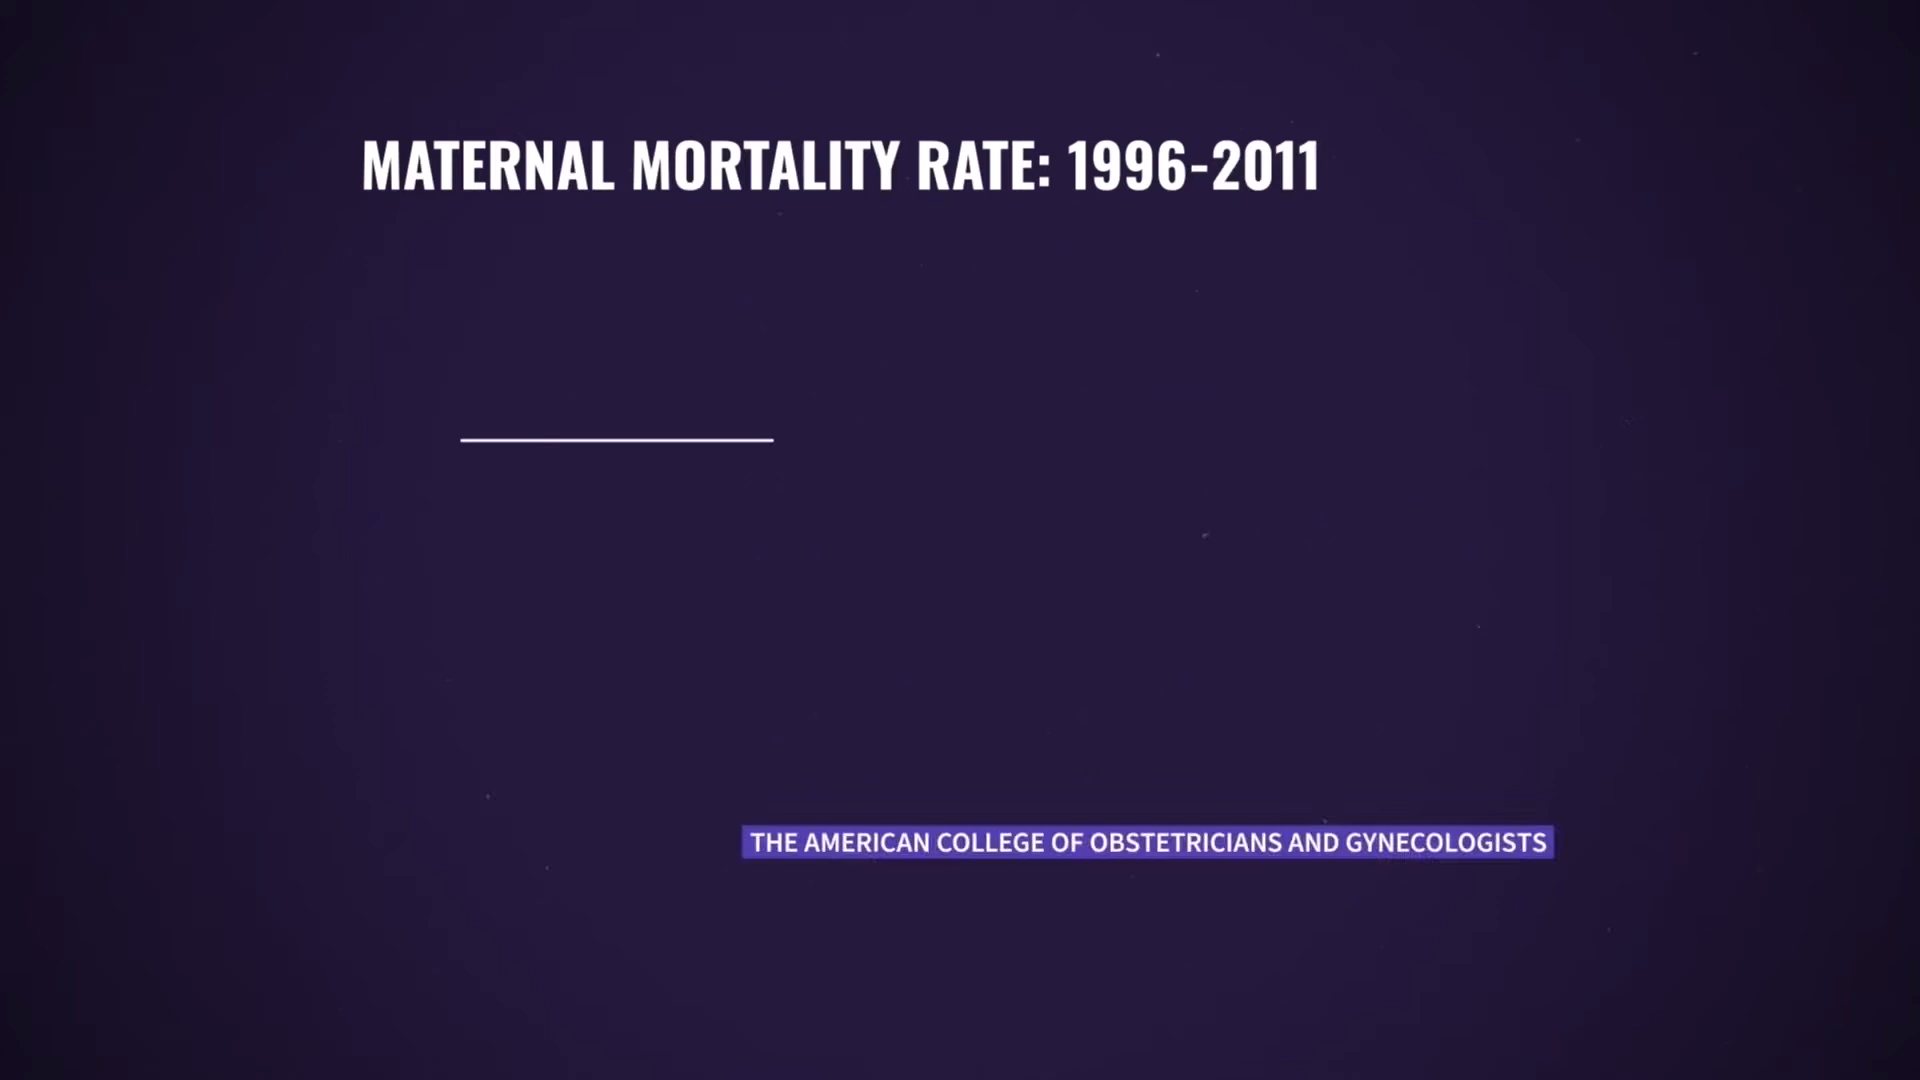 MATERNAL MORTALITY RATE: 1996-2011
THE AMERICAN COLLEGE OF OBSTETRICIANS AND GYNECOLOGISTS